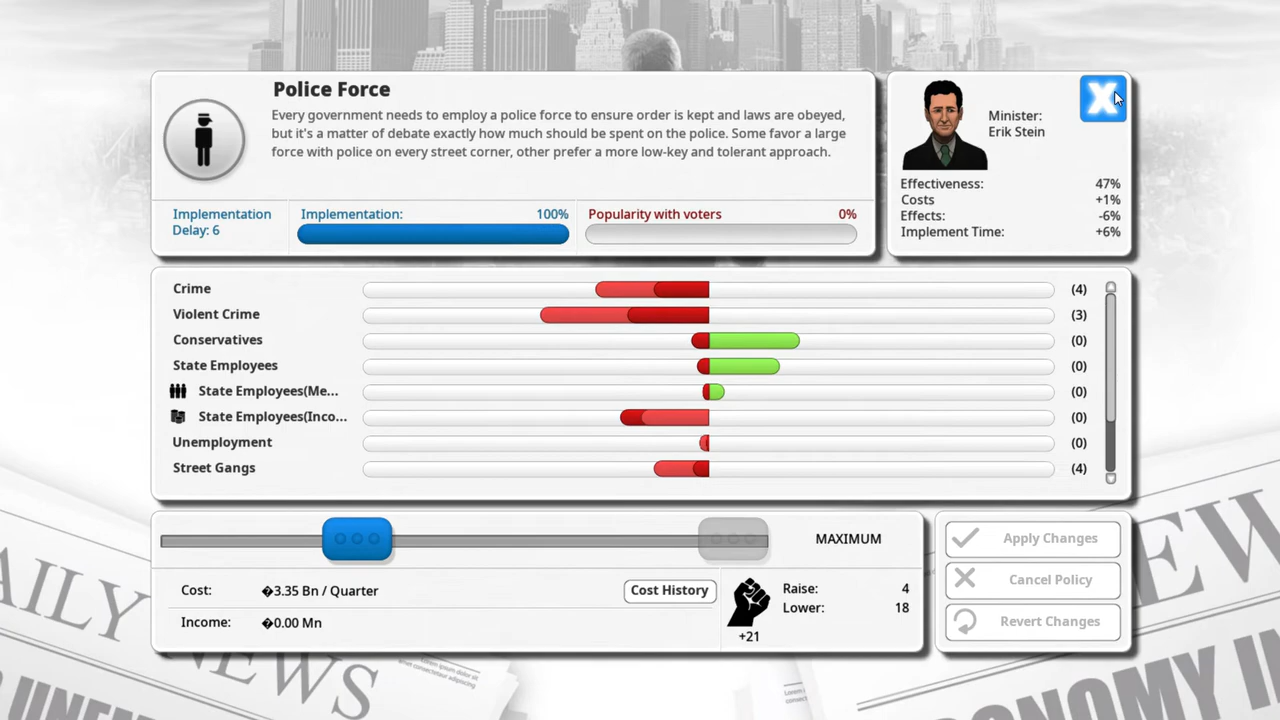 Police Force
Every government needs to employ a police force to ensure order is kept and laws are obeyed,
but it's a matter of debate exactly how much should be spent on the police. Some favor a large
force with police on every street corner, other prefer a more low-key and tolerant approach.
Implementation
Delay: 6
Implementation: 100%
Popularity with voters 0%
X
Minister:
Erik Stein
Effectiveness: 47%
Costs +1%
Effects: -6%
Implement Time: +6%
Crime (4)
Violent Crime (3)
Conservatives (0)
State Employees (0)
State Employees(Me... (0)
State Employees(Inco... (0)
Unemployment (0)
Street Gangs (4)
MAXIMUM
Cost: �3.35 Bn / Quarter
Cost History
Income: �0.00 Mn
+21
Raise: 4
Lower: 18
Apply Changes
Cancel Policy
Revert Changes
AILY
NEWS
NEW
ONOMY IN